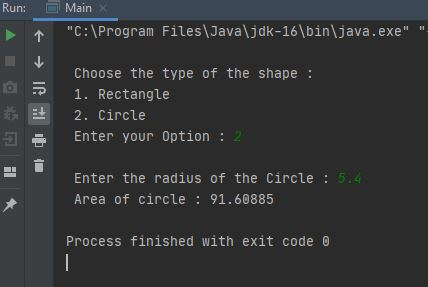 Run: Main ×
"C:\Program Files\Java\jdk-16\bin\java.exe" "-
Choose the type of the shape :
1. Rectangle
2. Circle
Enter your Option : 2
Enter the radius of the Circle : 5.4
Area of circle : 91.60885
Process finished with exit code 0